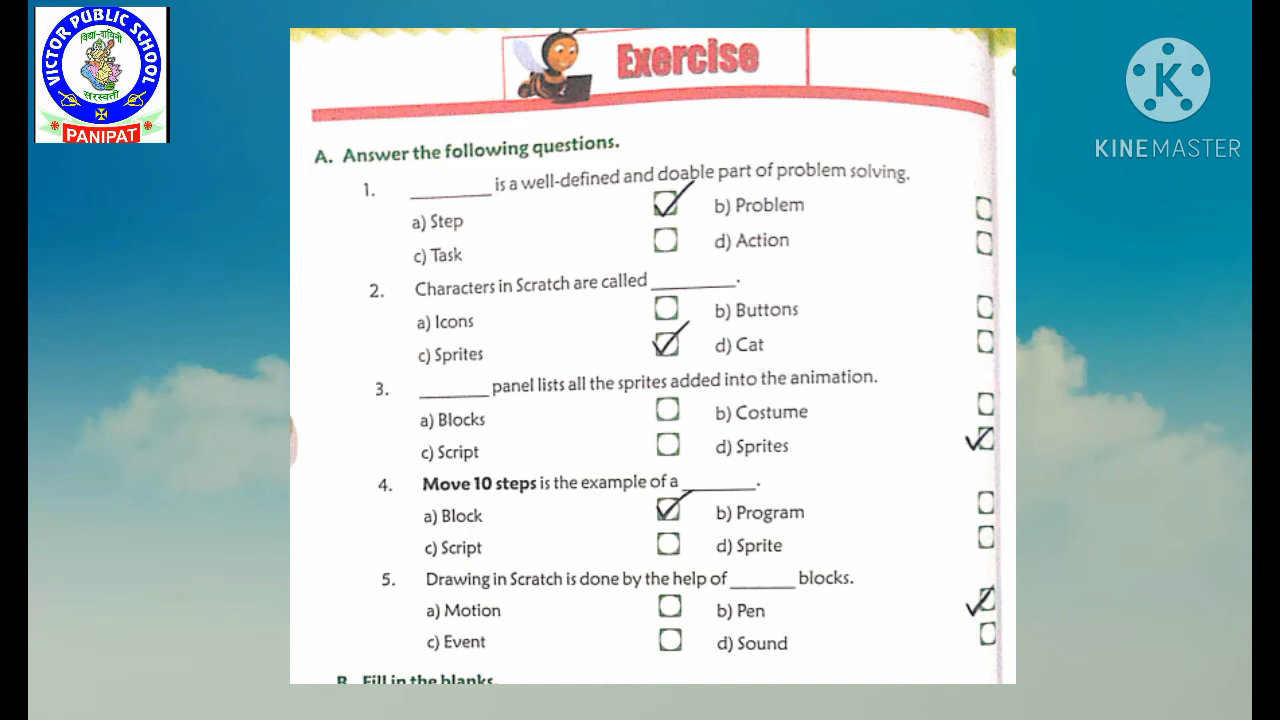 VICTOR PUBLIC SCHOOL
विद्या-दायिनी
सरस्वती
PANIPAT
KINEMASTER
Exercise
A. Answer the following questions.
1. ________ is a well-defined and doable part of problem solving.
a) Step b) Problem
c) Task d) Action
2. Characters in Scratch are called ________.
a) Icons b) Buttons
c) Sprites d) Cat
3. ________ panel lists all the sprites added into the animation.
a) Blocks b) Costume
c) Script d) Sprites
4. Move 10 steps is the example of a ________.
a) Block b) Program
c) Script d) Sprite
5. Drawing in Scratch is done by the help of ________ blocks.
a) Motion b) Pen
c) Event d) Sound
B. Fill in the blanks.